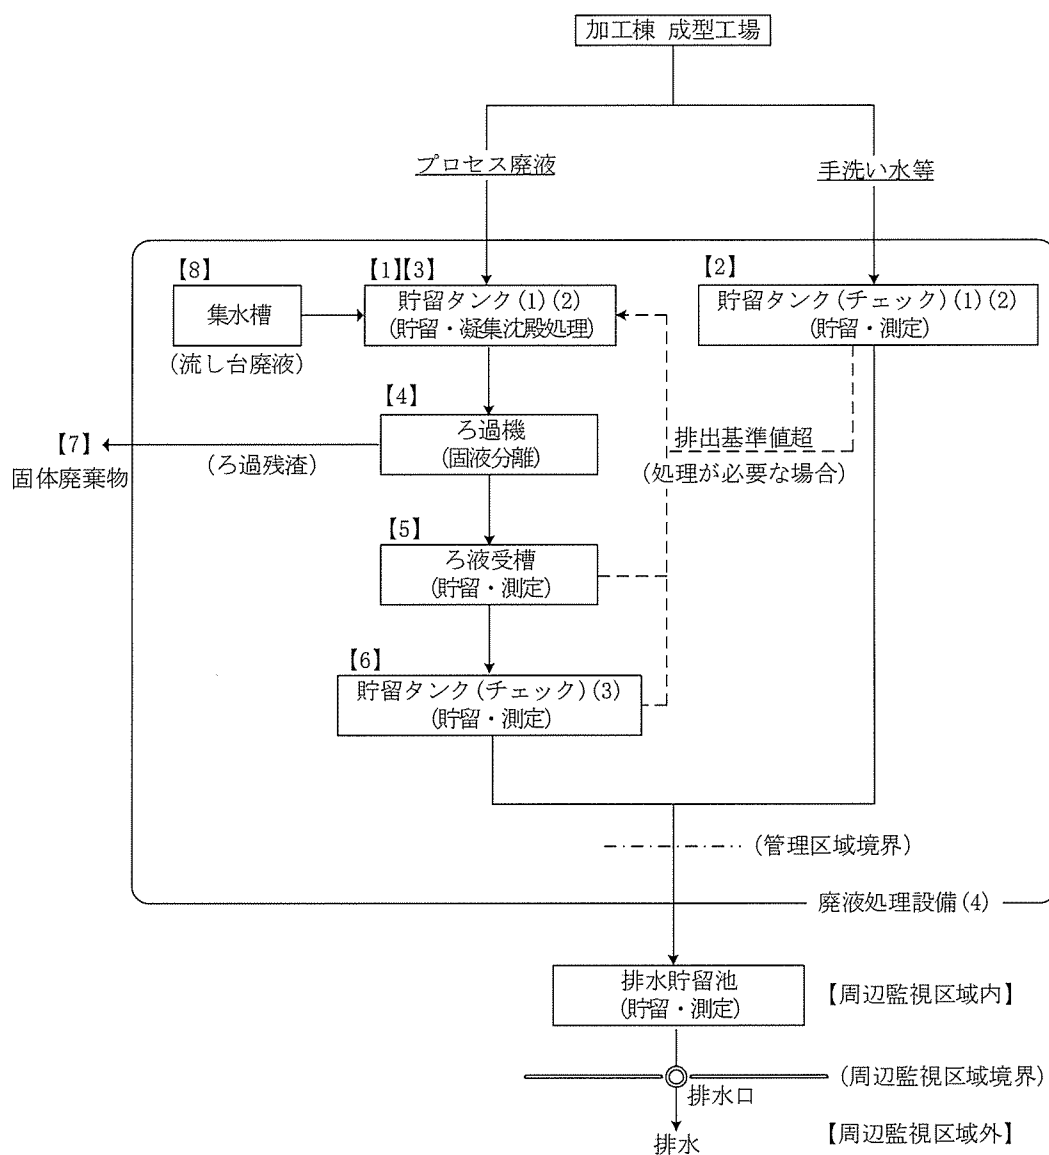 加工棟 成型工場
プロセス廃液
手洗い水等
【8】
集水槽
(流し台廃液)
【1】【3】
貯留タンク(1)(2)
(貯留・凝集沈殿処理)
【2】
貯留タンク(チェック)(1)(2)
(貯留・測定)
【4】
ろ過機
(固液分離)
【7】
固体廃棄物
(ろ過残渣)
排出基準値超
(処理が必要な場合)
【5】
ろ液受槽
(貯留・測定)
【6】
貯留タンク(チェック)(3)
(貯留・測定)
(管理区域境界)
廃液処理設備(4)
排水貯留池
(貯留・測定)
【周辺監視区域内】
(周辺監視区域境界)
排水口
排水
【周辺監視区域外】